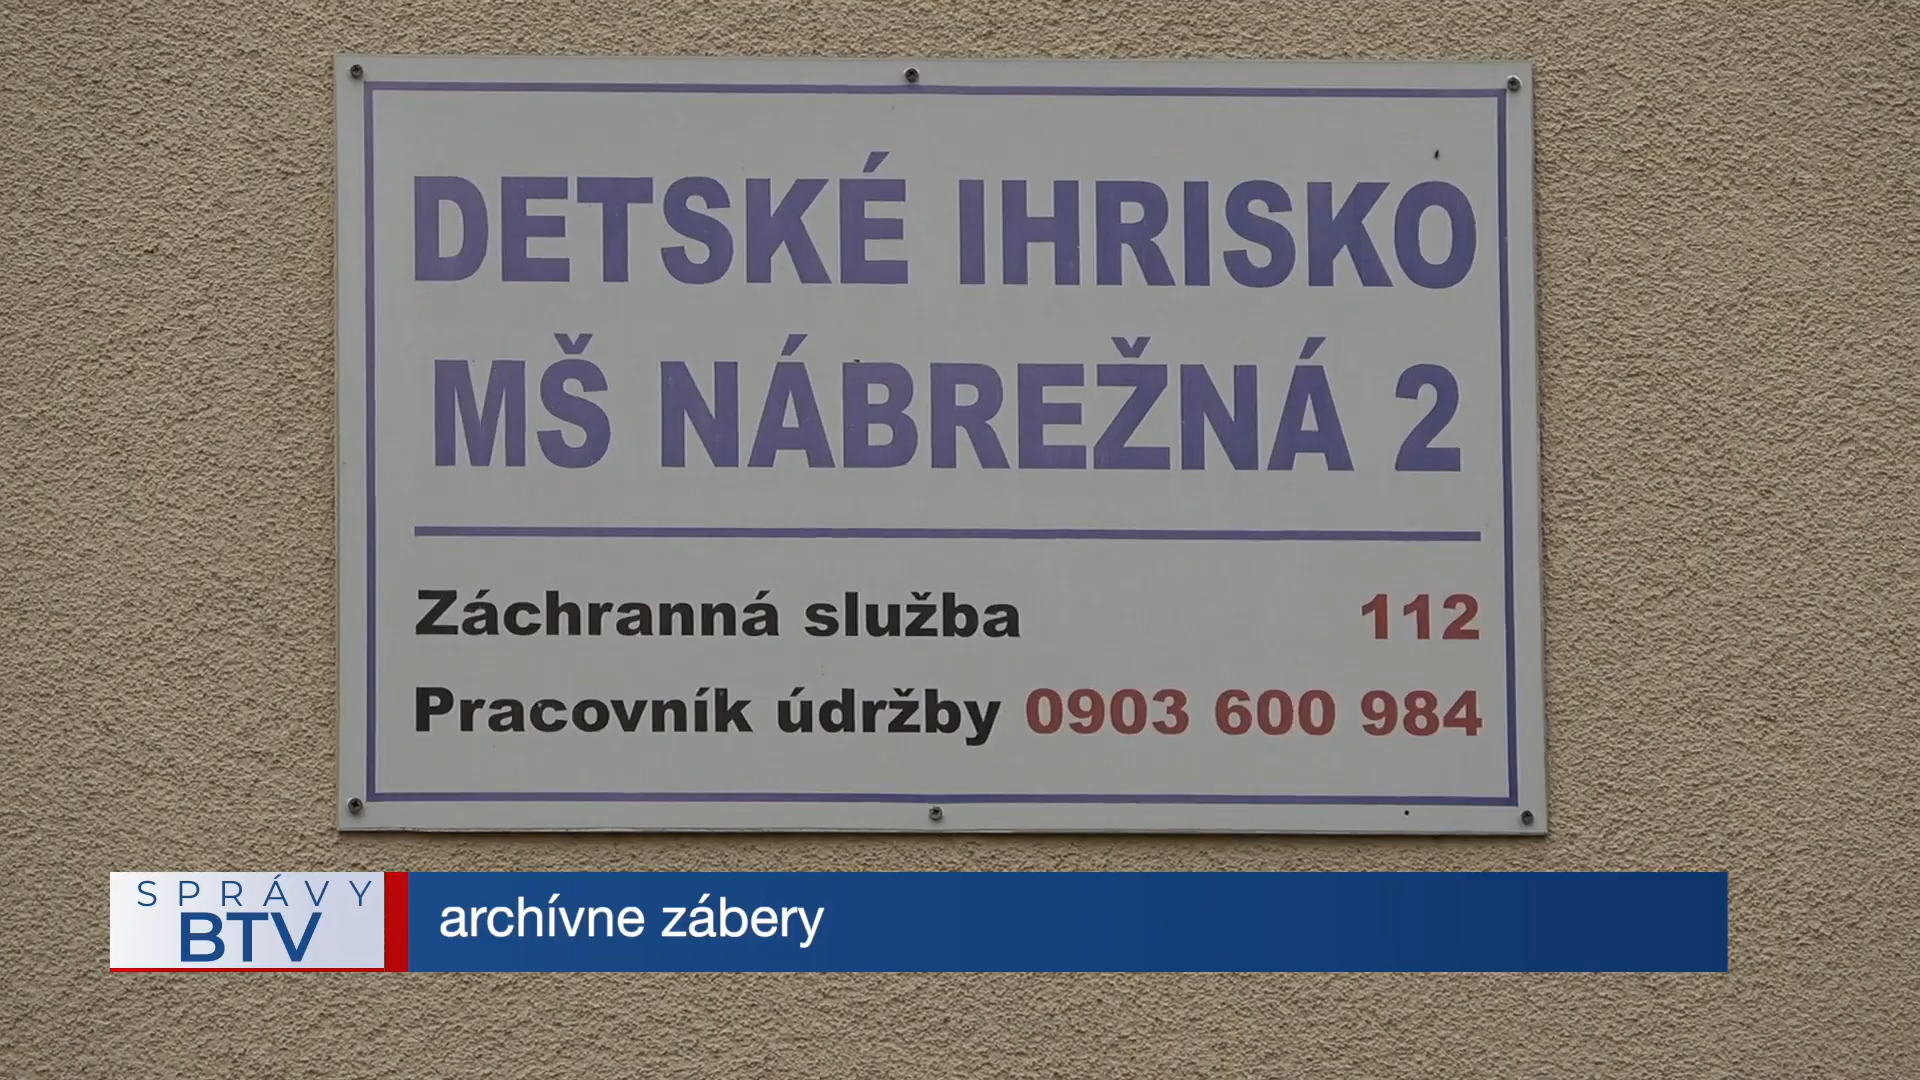 DETSKÉ IHRISKO
MŠ NÁBREŽNÁ 2
Záchranná služba 112
Pracovník údržby 0903 600 984
SPRÁVY
BTV
archívne zábery